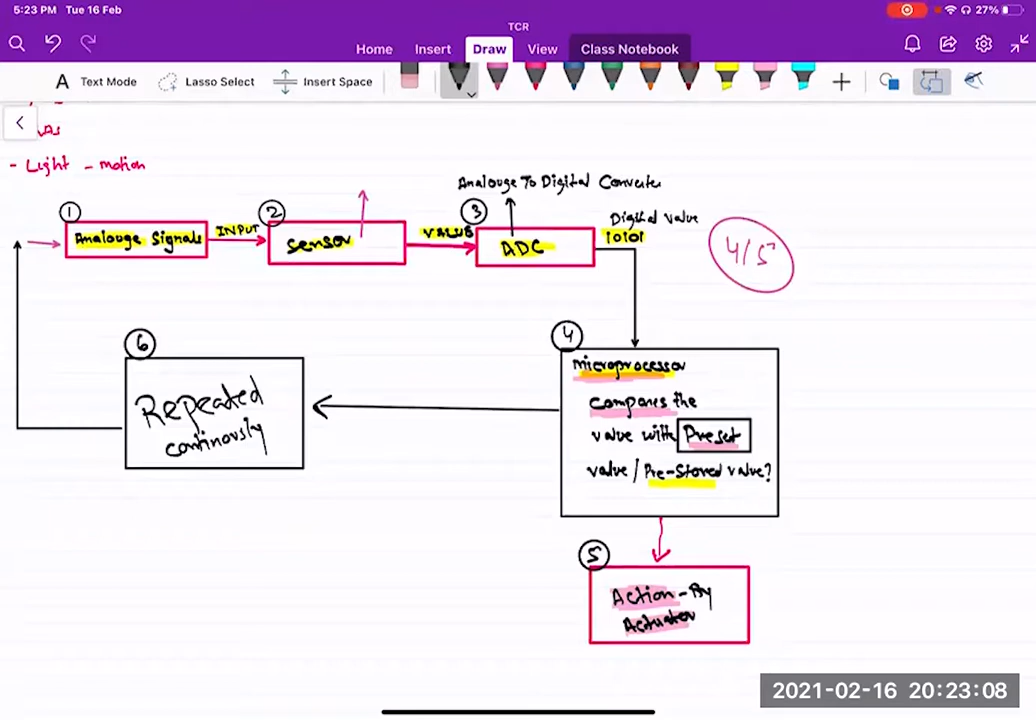 5:23 PM Tue 16 Feb
27%
TCR
Home Insert Draw View Class Notebook
Text Mode
Lasso Select
Insert Space
- Light - motion
Analouge To Digital Converter
1
2
3
Digital value
Analouge Signals
INPUT
Sensor
VALUE
ADC
10101
4/5
6
4
Repeated
continously
Microprocessor
Compares the
value with Preset
value / Pre-Stored value?
5
Action - By
Actuator
2021-02-16 20:23:08